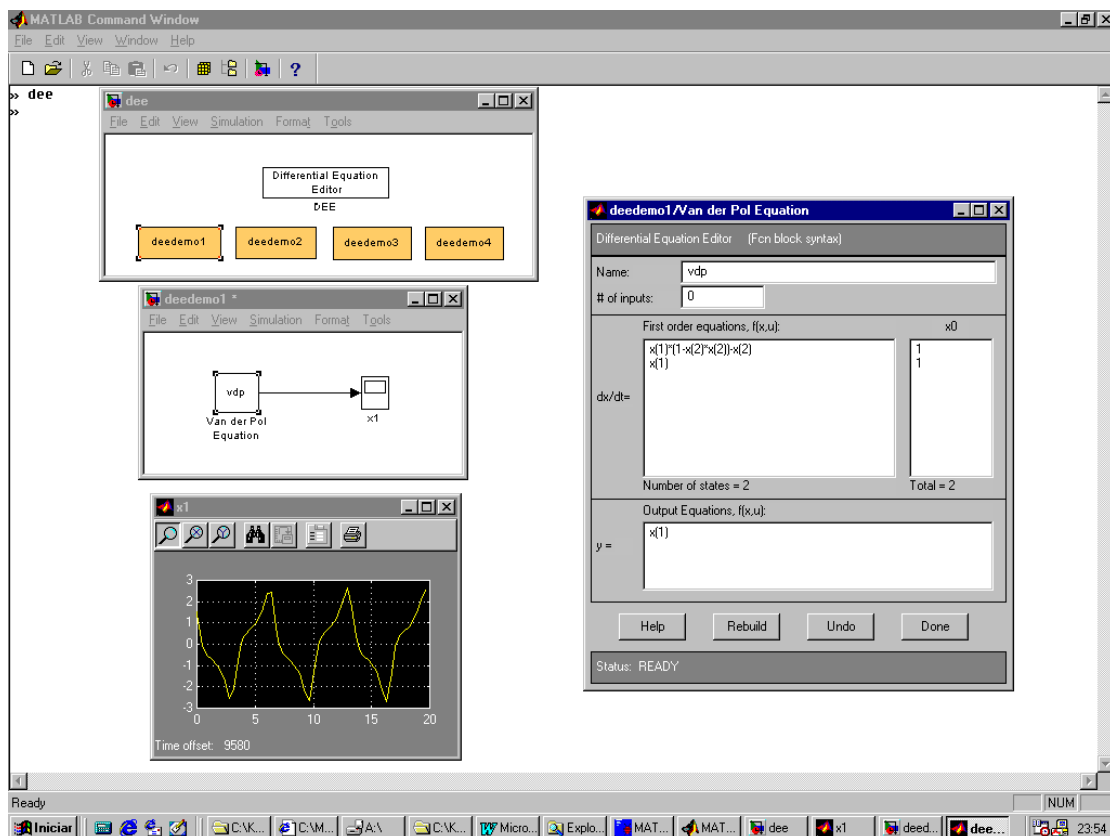 MATLAB Command Window
File Edit View Window Help
» dee
»
dee
File Edit View Simulation Format Tools
Differential Equation
Editor
DEE
deedemo1 deedemo2 deedemo3 deedemo4
deedemo1 *
File Edit View Simulation Format Tools
vdp
Van der Pol
Equation
x1
x1
3
2
1
0
-1
-2
-3
0 5 10 15 20
Time offset: 9580
deedemo1/Van der Pol Equation
Differential Equation Editor (Fcn block syntax)
Name: vdp
# of inputs: 0
First order equations, f(x,u): x0
dx/dt=
x(1)*(1-x(2)*x(2))-x(2)
x(1)
1
1
Number of states = 2 Total = 2
Output Equations, f(x,u):
y = x(1)
Help Rebuild Undo Done
Status: READY
Ready NUM
Iniciar C:\K... C:\M... A:\ C:\K... Micro... Explo... MAT... MAT... dee x1 deed... dee... 23:54